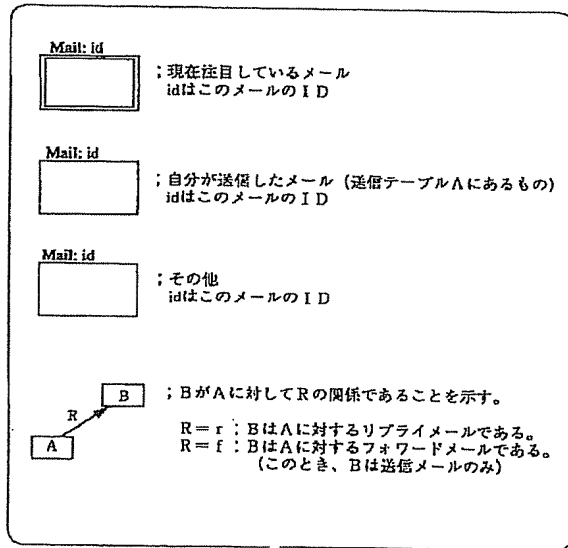 Mail: id
；現在注目しているメール
idはこのメールのＩＤ
Mail: id
；自分が送信したメール（送信テーブルＡにあるもの）
idはこのメールのＩＤ
Mail: id
；その他
idはこのメールのＩＤ
B
R
A
；ＢがＡに対してＲの関係であることを示す。
Ｒ＝ｒ：ＢはＡに対するリプライメールである。
Ｒ＝ｆ：ＢはＡに対するフォワードメールである。
（このとき、Ｂは送信メールのみ）